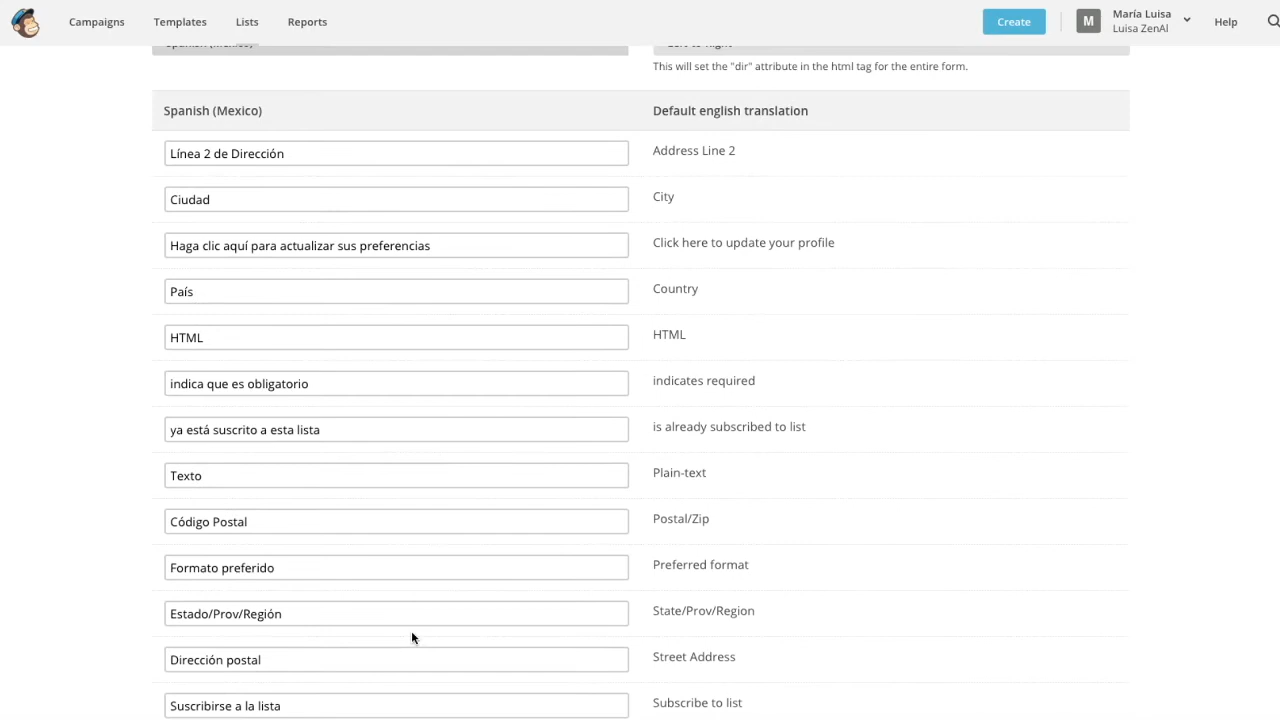 Campaigns Templates Lists Reports Create M María Luisa Help
Luisa ZenAI
Spanish (Mexico) Left to Right
This will set the "dir" attribute in the html tag for the entire form.
Spanish (Mexico) Default english translation
Línea 2 de Dirección Address Line 2
Ciudad City
Haga clic aquí para actualizar sus preferencias Click here to update your profile
País Country
HTML HTML
indica que es obligatorio indicates required
ya está suscrito a esta lista is already subscribed to list
Texto Plain-text
Código Postal Postal/Zip
Formato preferido Preferred format
Estado/Prov/Región State/Prov/Region
Dirección postal Street Address
Suscribirse a la lista Subscribe to list